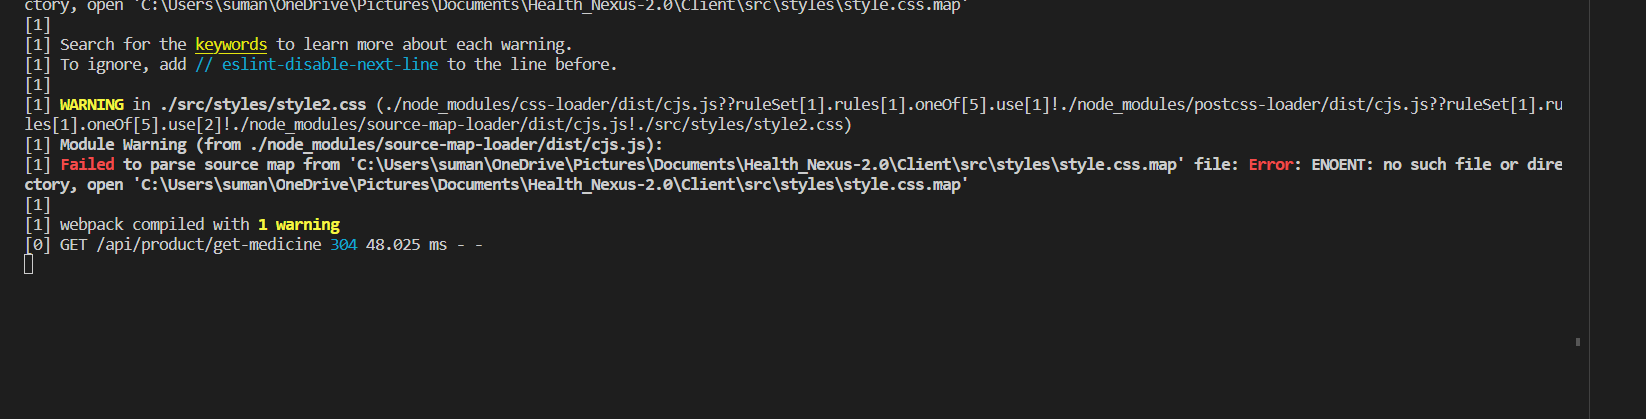 ctory, open 'C:\Users\suman\OneDrive\Pictures\Documents\Health_Nexus-2.0\Client\src\styles\style.css.map'
[1]
[1] Search for the keywords to learn more about each warning.
[1] To ignore, add // eslint-disable-next-line to the line before.
[1]
[1] WARNING in ./src/styles/style2.css (./node_modules/css-loader/dist/cjs.js??ruleSet[1].rules[1].oneOf[5].use[1]!./node_modules/postcss-loader/dist/cjs.js??ruleSet[1].ru
les[1].oneOf[5].use[2]!./node_modules/source-map-loader/dist/cjs.js!./src/styles/style2.css)
[1] Module Warning (from ./node_modules/source-map-loader/dist/cjs.js):
[1] Failed to parse source map from 'C:\Users\suman\OneDrive\Pictures\Documents\Health_Nexus-2.0\Client\src\styles\style.css.map' file: Error: ENOENT: no such file or dire
ctory, open 'C:\Users\suman\OneDrive\Pictures\Documents\Health_Nexus-2.0\Client\src\styles\style.css.map'
[1]
[1] webpack compiled with 1 warning
[0] GET /api/product/get-medicine 304 48.025 ms - -